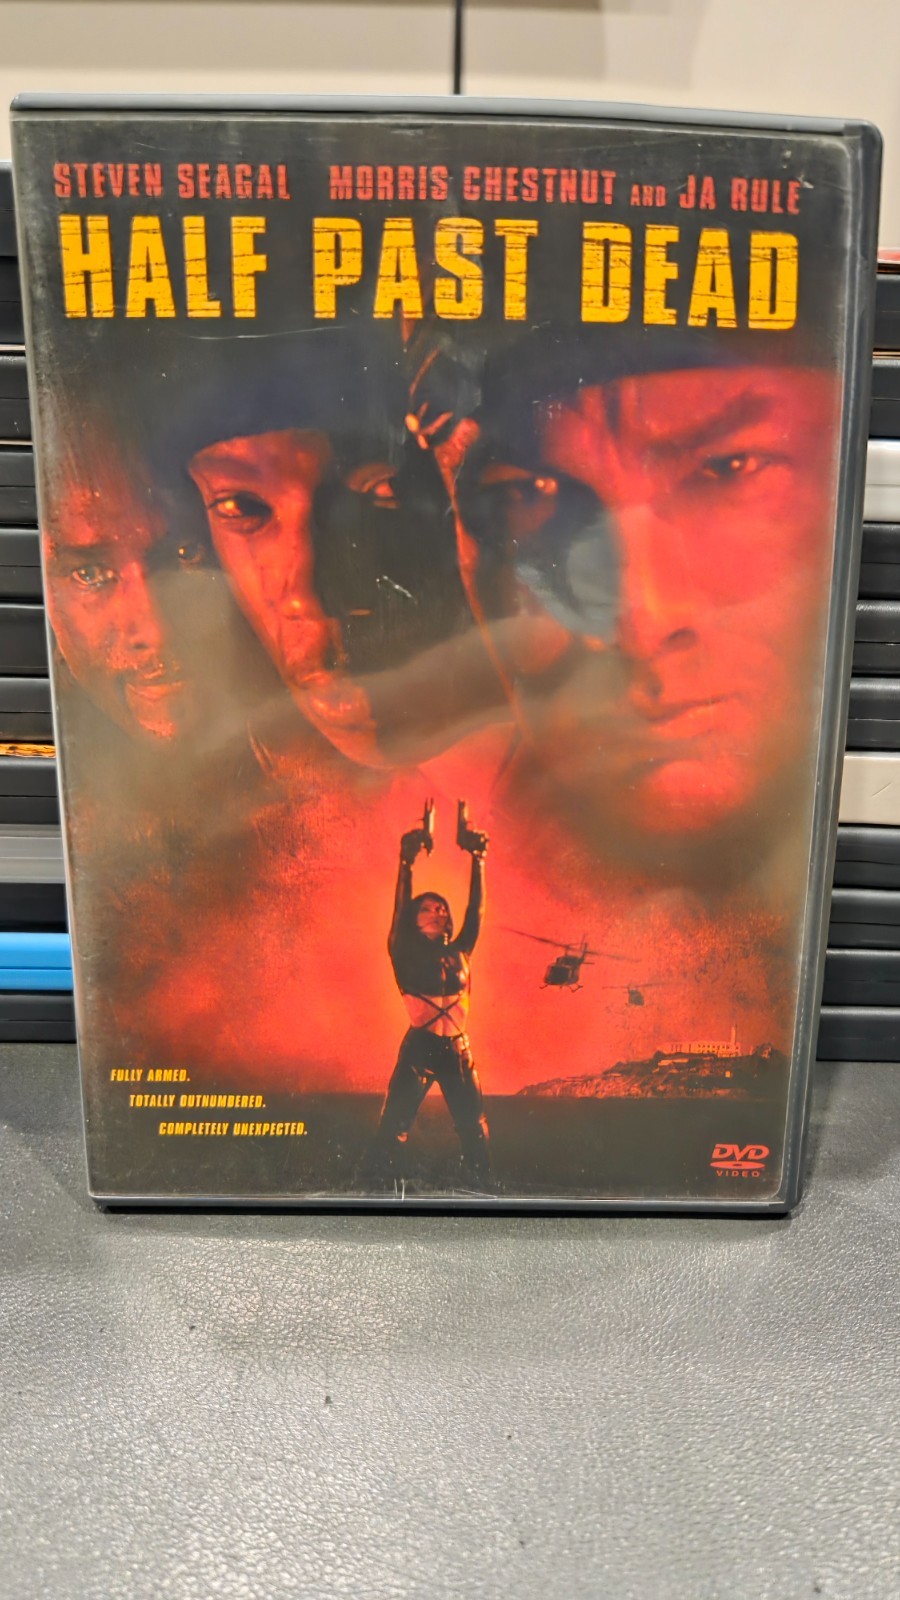 STEVEN SEAGAL MORRIS CHESTNUT AND JA RULE
HALF PAST DEAD
FULLY ARMED.
TOTALLY OUTNUMBERED.
COMPLETELY UNEXPECTED.
DVD
VIDEO